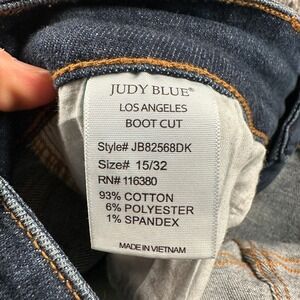 JUDY BLUE®
LOS ANGELES
BOOT CUT
Style# JB82568DK
Size# 15/32
RN# 116380
93% COTTON
6% POLYESTER
1% SPANDEX
MADE IN VIETNAM